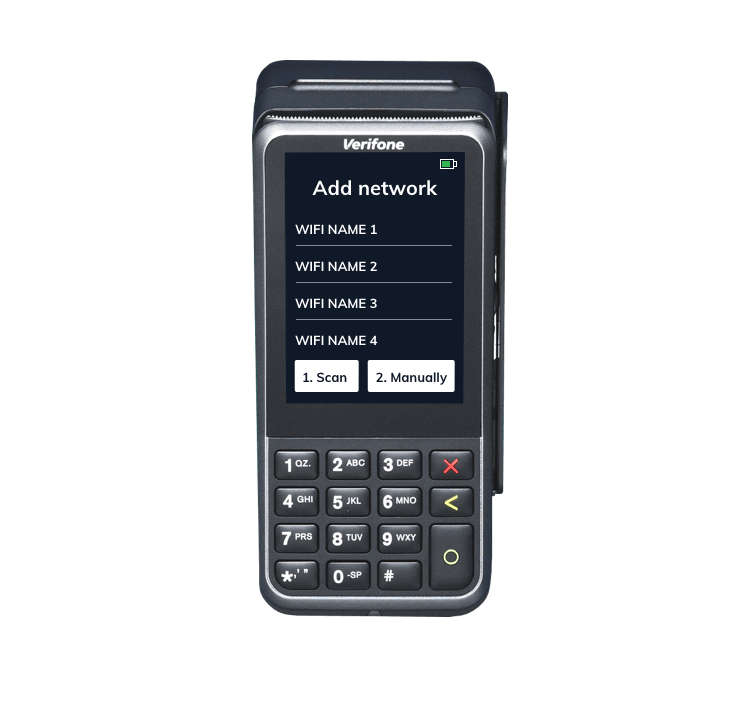 Verifone
Add network
WIFI NAME 1
WIFI NAME 2
WIFI NAME 3
WIFI NAME 4
1. Scan 2. Manually
1 QZ. 2 ABC 3 DEF
4 GHI 5 JKL 6 MNO <
7 PRS 8 TUV 9 WXY
*,'" 0 -SP #